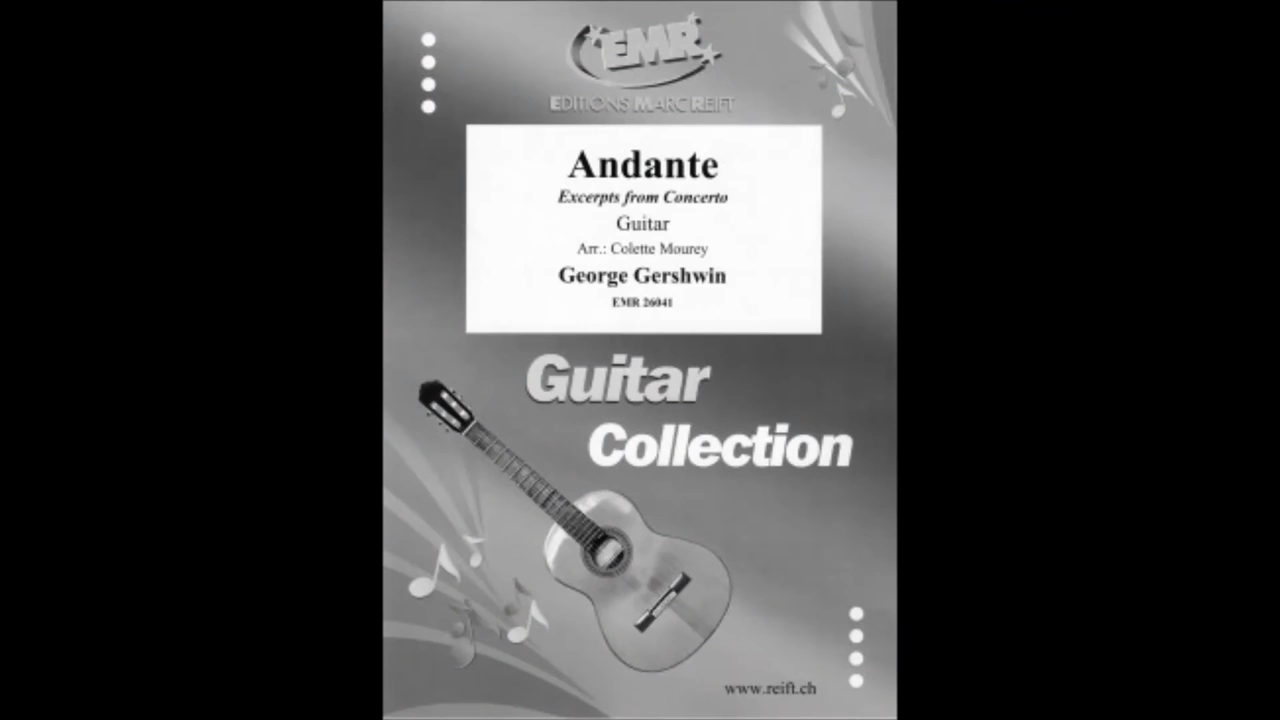 EMR
EDITIONS MARC REIFT
Andante
Excerpts from Concerto
Guitar
Arr.: Colette Mourey
George Gershwin
EMR 26041
Guitar
Collection
www.reift.ch